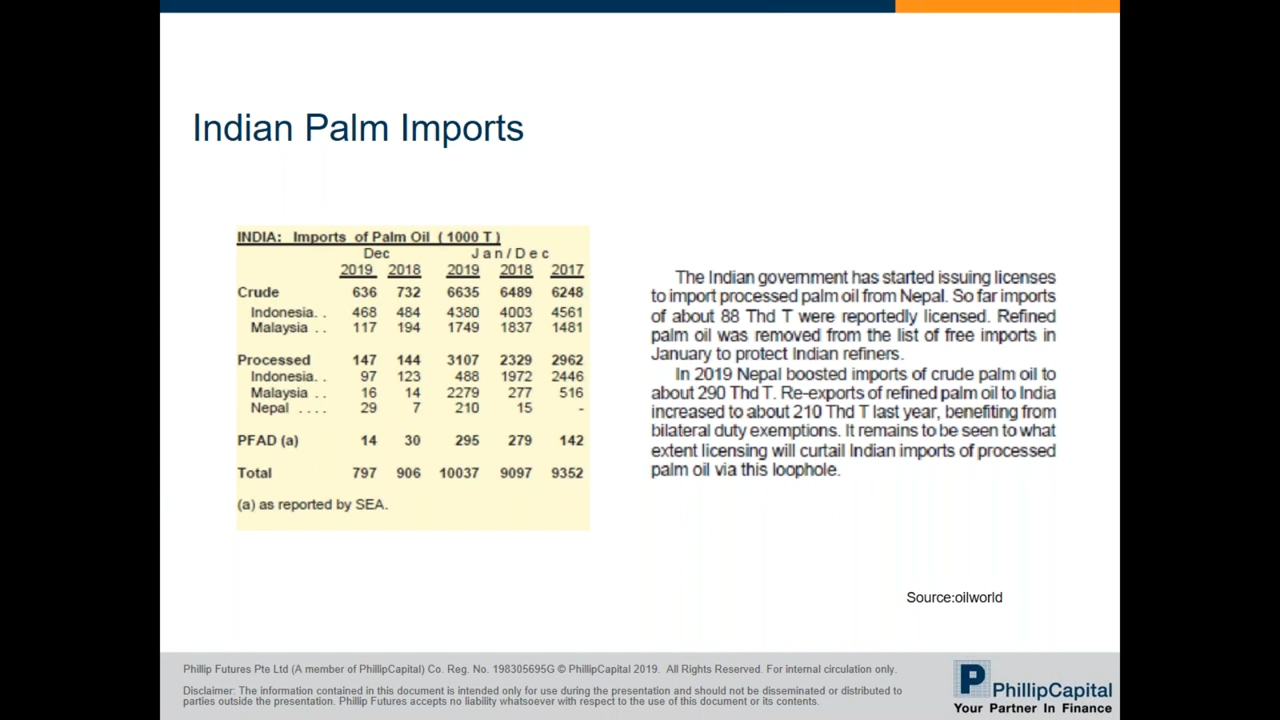 Indian Palm Imports
INDIA: Imports of Palm Oil ( 1000 T )
Dec Jan/Dec
2019 2018 2019 2018 2017
Crude 636 732 6635 6489 6248
Indonesia. . 468 484 4380 4003 4561
Malaysia . . 117 194 1749 1837 1481
Processed 147 144 3107 2329 2962
Indonesia. . 97 123 488 1972 2446
Malaysia . . 16 14 2279 277 516
Nepal . . . . 29 7 210 15 -
PFAD (a) 14 30 295 279 142
Total 797 906 10037 9097 9352
(a) as reported by SEA.
The Indian government has started issuing licenses
to import processed palm oil from Nepal. So far imports
of about 88 Thd T were reportedly licensed. Refined
palm oil was removed from the list of free imports in
January to protect Indian refiners.
In 2019 Nepal boosted imports of crude palm oil to
about 290 Thd T. Re-exports of refined palm oil to India
increased to about 210 Thd T last year, benefiting from
bilateral duty exemptions. It remains to be seen to what
extent licensing will curtail Indian imports of processed
palm oil via this loophole.
Source:oilworld
Phillip Futures Pte Ltd (A member of PhillipCapital) Co. Reg. No. 198305695G © PhillipCapital 2019. All Rights Reserved. For internal circulation only.
Disclaimer: The information contained in this document is intended only for use during the presentation and should not be disseminated or distributed to
parties outside the presentation. Phillip Futures accepts no liability whatsoever with respect to the use of this document or its contents.
P PhillipCapital
Your Partner In Finance